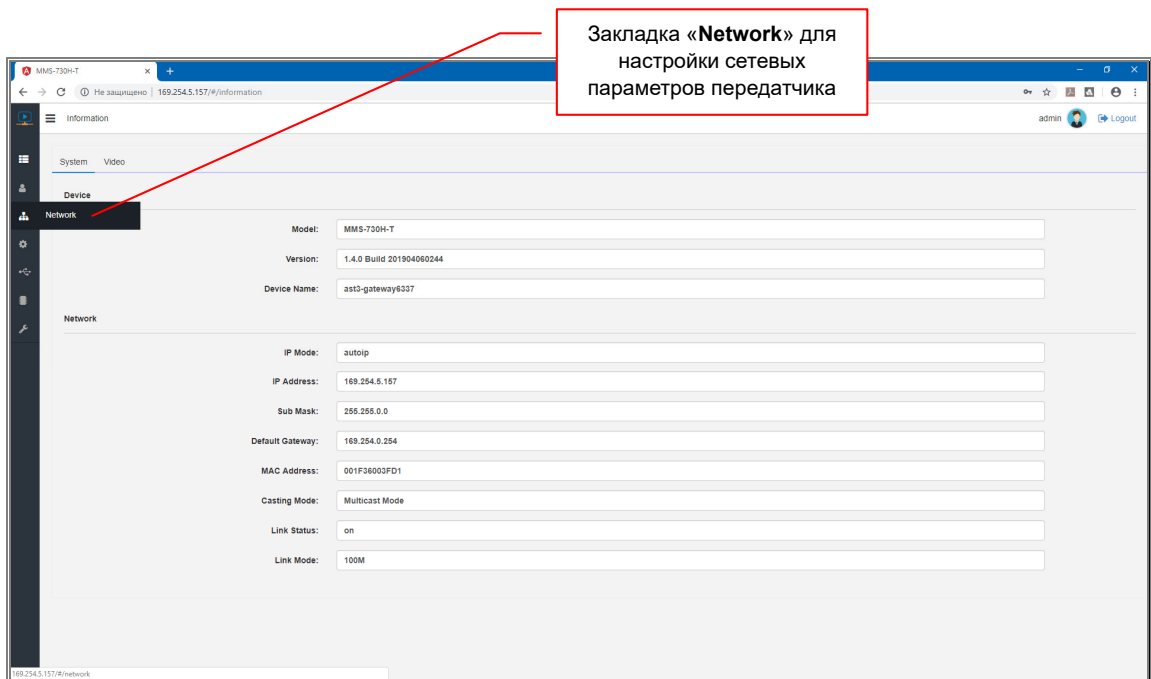 Закладка «Network» для
настройки сетевых
параметров передатчика
MMS-730H-T
Не защищено | 169.254.5.157/#/information
Information
admin
Logout
System Video
Device
Network
Model: MMS-730H-T
Version: 1.4.0 Build 201904060244
Device Name: ast3-gateway6337
Network
IP Mode: autoip
IP Address: 169.254.5.157
Sub Mask: 255.255.0.0
Default Gateway: 169.254.0.254
MAC Address: 001F36003FD1
Casting Mode: Multicast Mode
Link Status: on
Link Mode: 100M
169.254.5.157/#/network